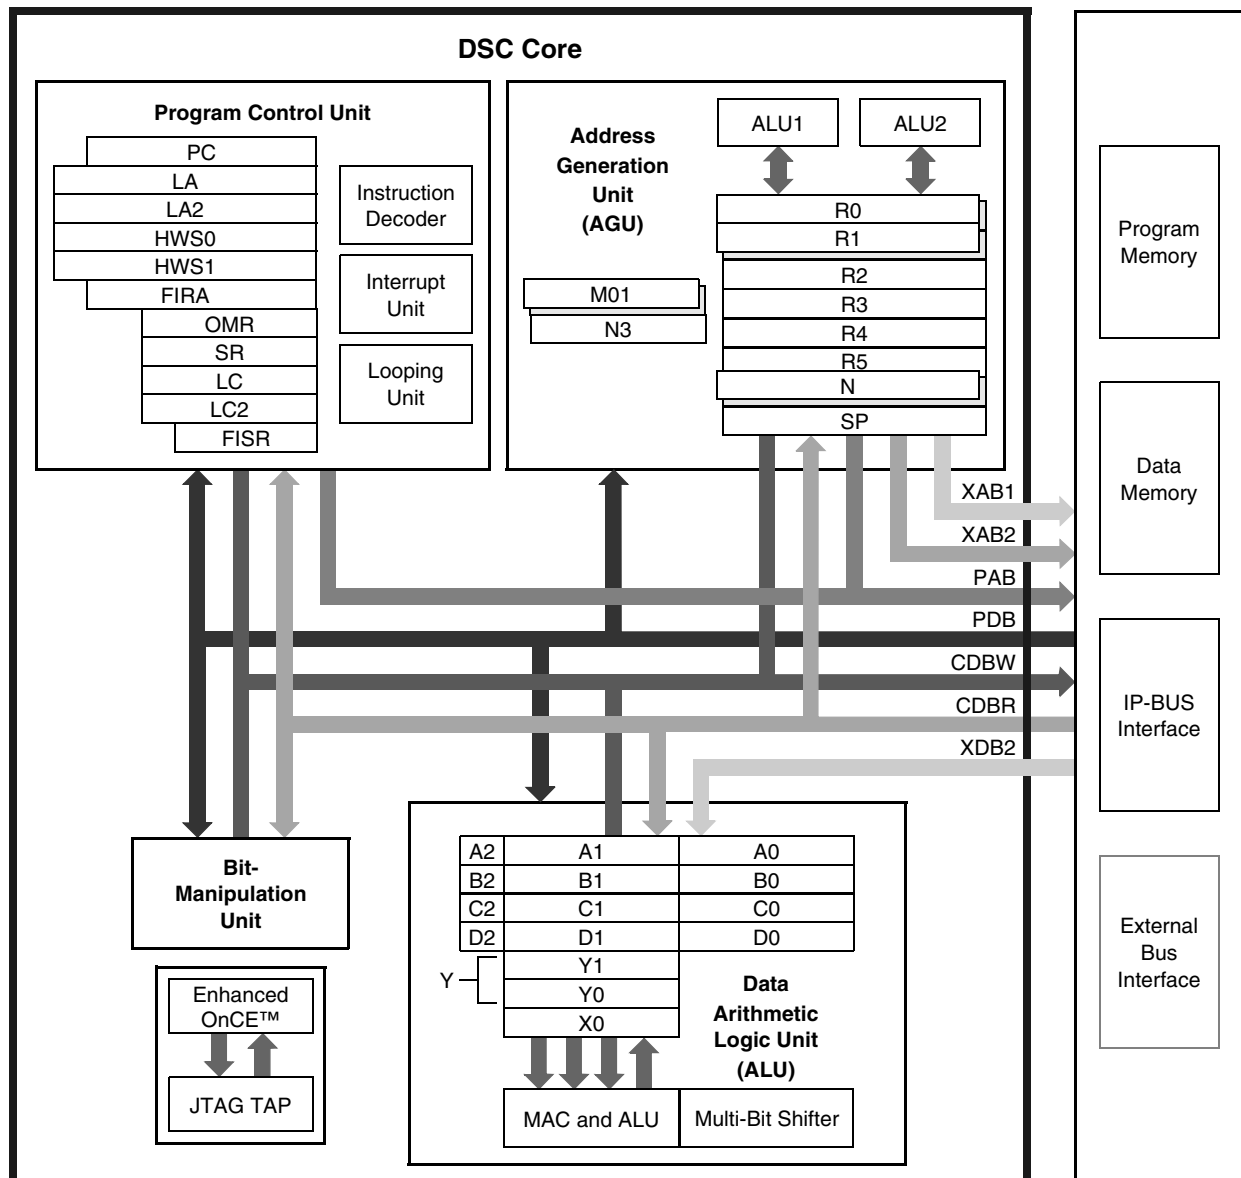 DSC Core
Program Control Unit
PC
LA
LA2
HWS0
HWS1
FIRA
OMR
SR
LC
LC2
FISR
Instruction
Decoder
Interrupt
Unit
Looping
Unit
Address
Generation
Unit
(AGU)
ALU1
ALU2
R0
R1
R2
R3
R4
R5
N
SP
M01
N3
XAB1
XAB2
PAB
PDB
CDBW
CDBR
XDB2
Program
Memory
Data
Memory
IP-BUS
Interface
External
Bus
Interface
Bit-
Manipulation
Unit
Enhanced
OnCE™
JTAG TAP
A2 A1 A0
B2 B1 B0
C2 C1 C0
D2 D1 D0
Y
Y1
Y0
X0
Data
Arithmetic
Logic Unit
(ALU)
MAC and ALU
Multi-Bit Shifter